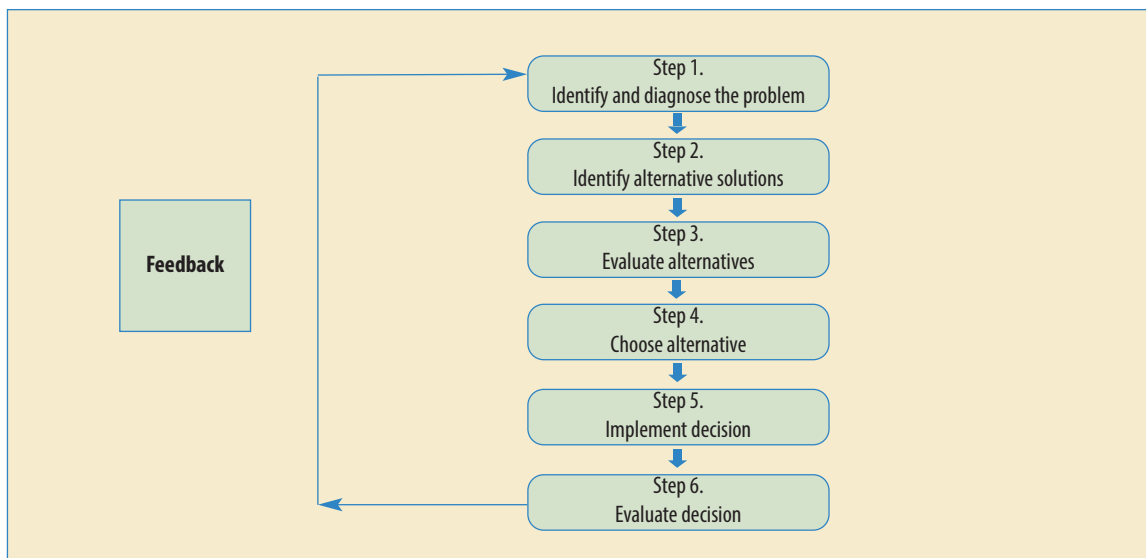 Step 1.
Identify and diagnose the problem
Step 2.
Identify alternative solutions
Step 3.
Evaluate alternatives
Feedback
Step 4.
Choose alternative
Step 5.
Implement decision
Step 6.
Evaluate decision